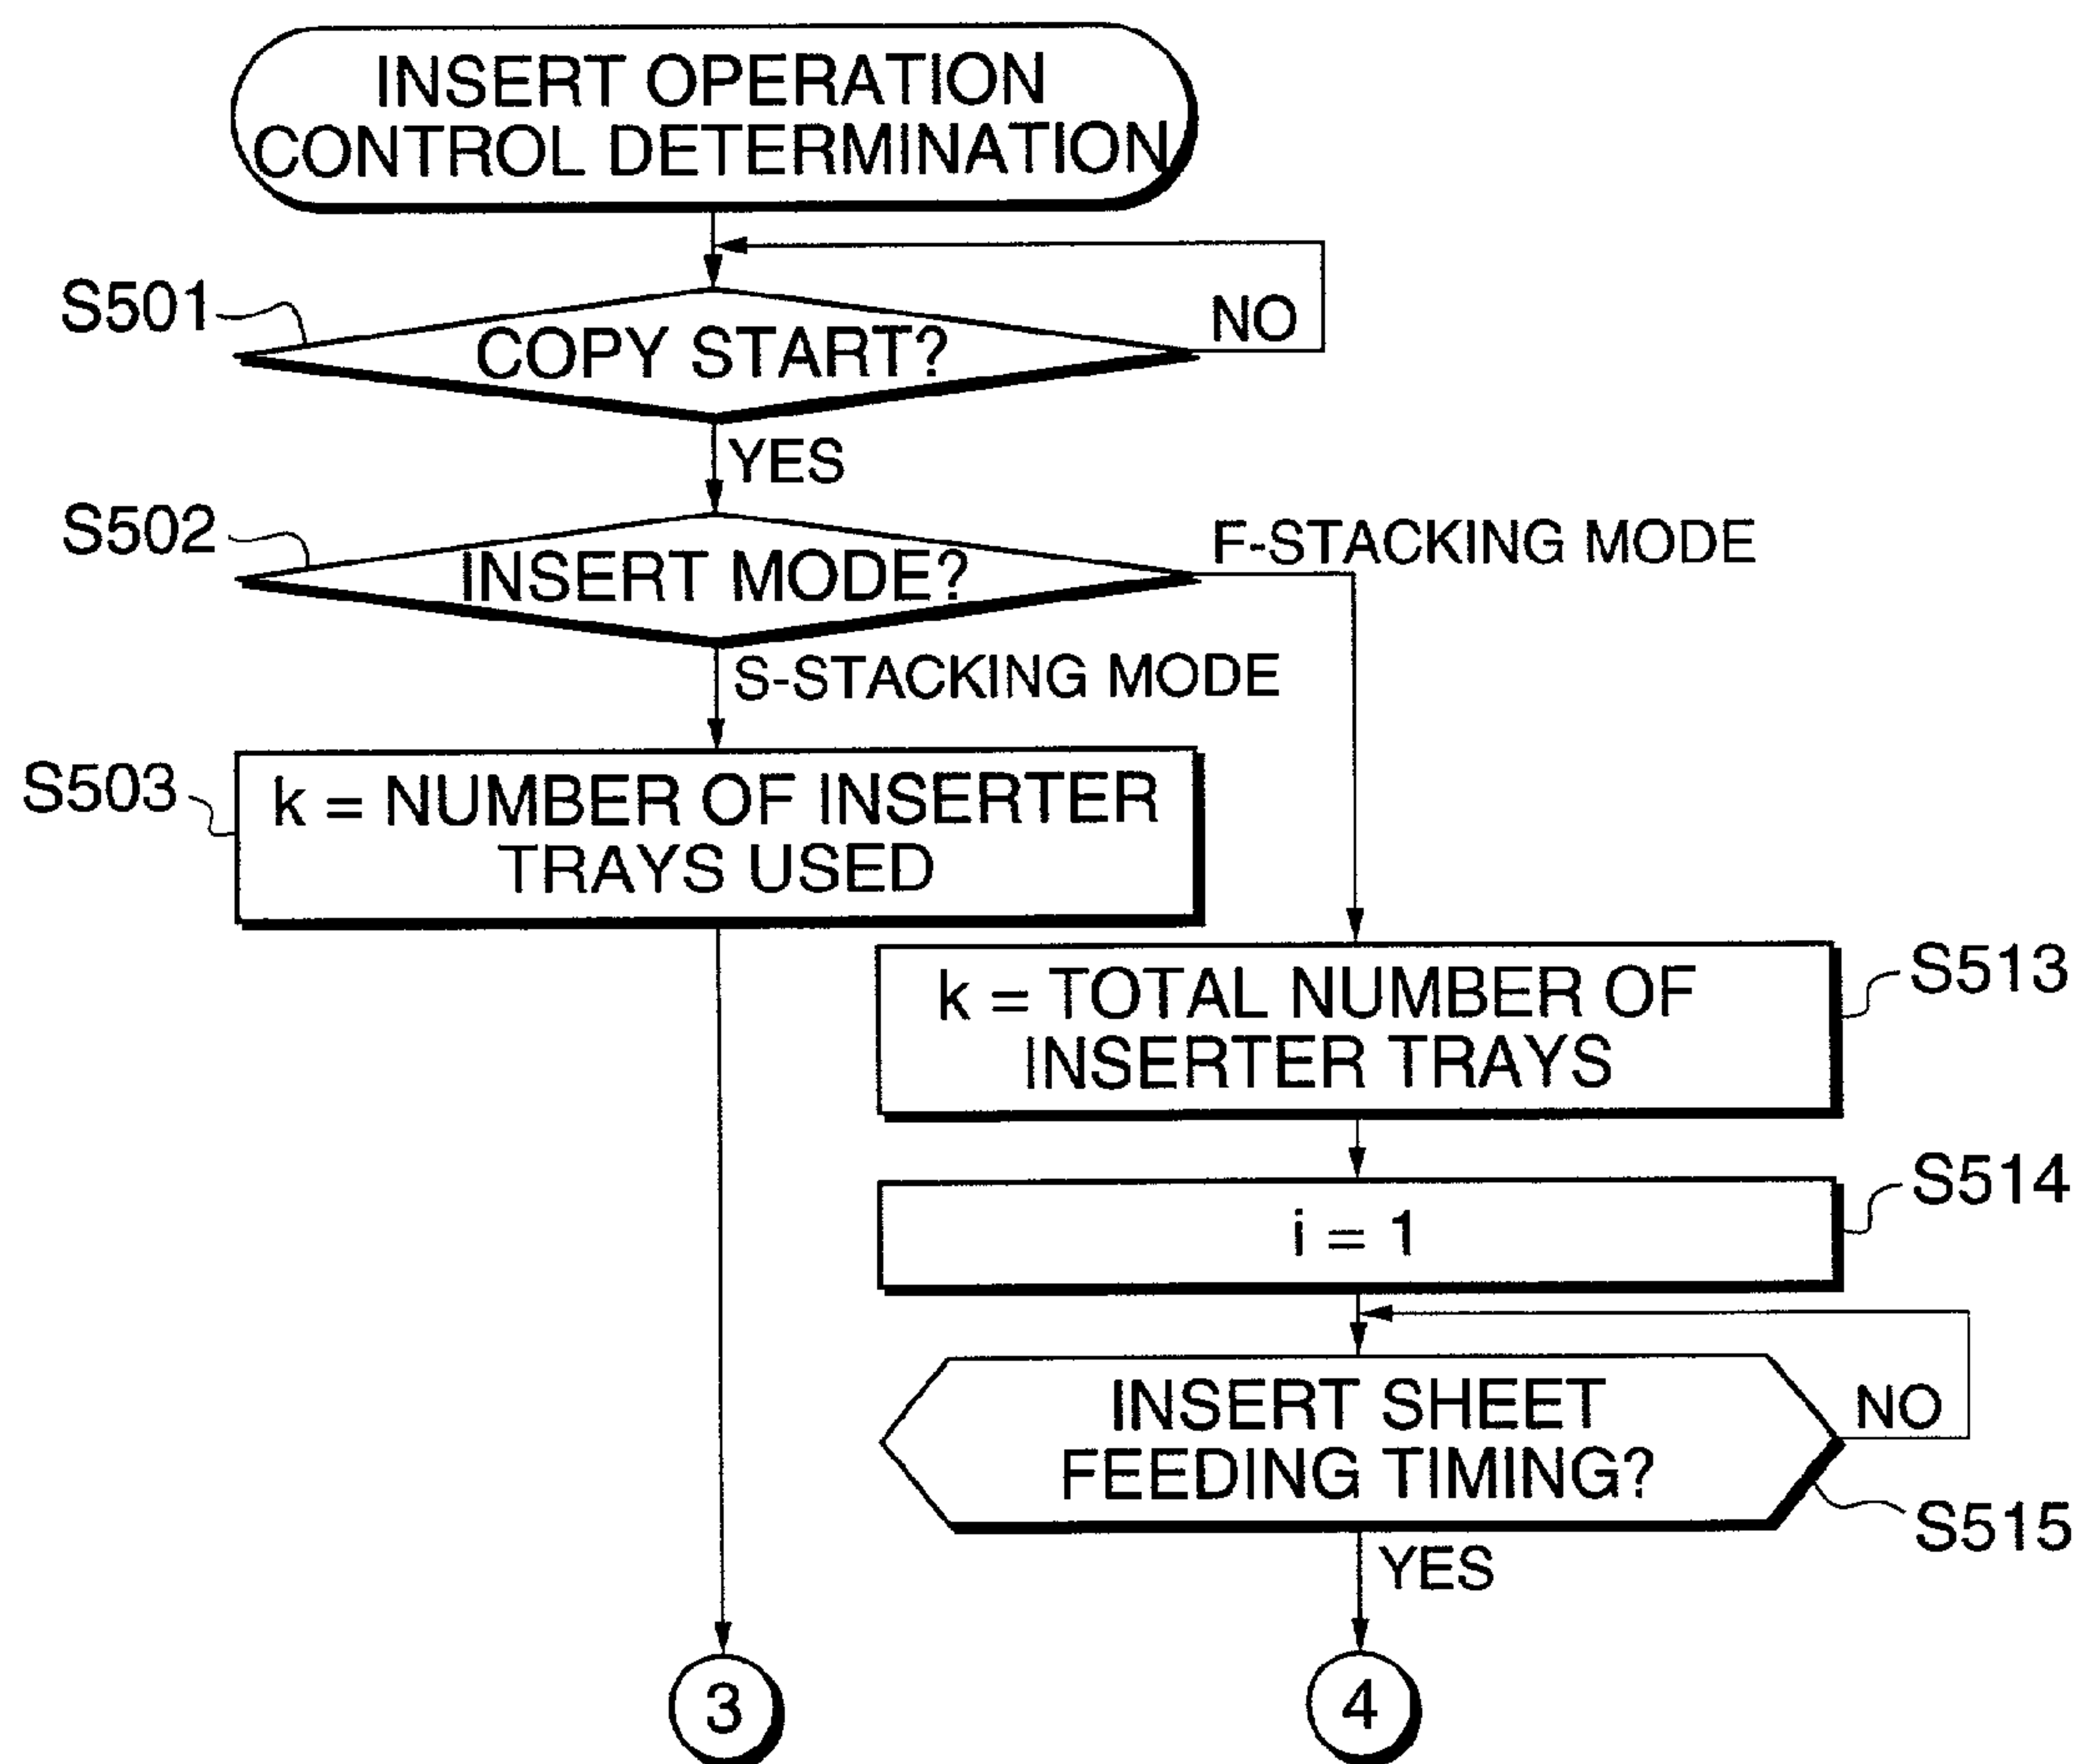 INSERT OPERATION
CONTROL DETERMINATION
S501
COPY START?
NO
YES
S502
INSERT MODE?
F-STACKING MODE
S-STACKING MODE
S503
k = NUMBER OF INSERTER
TRAYS USED
k = TOTAL NUMBER OF
INSERTER TRAYS
S513
i = 1
S514
INSERT SHEET
FEEDING TIMING?
NO
S515
YES
3
4